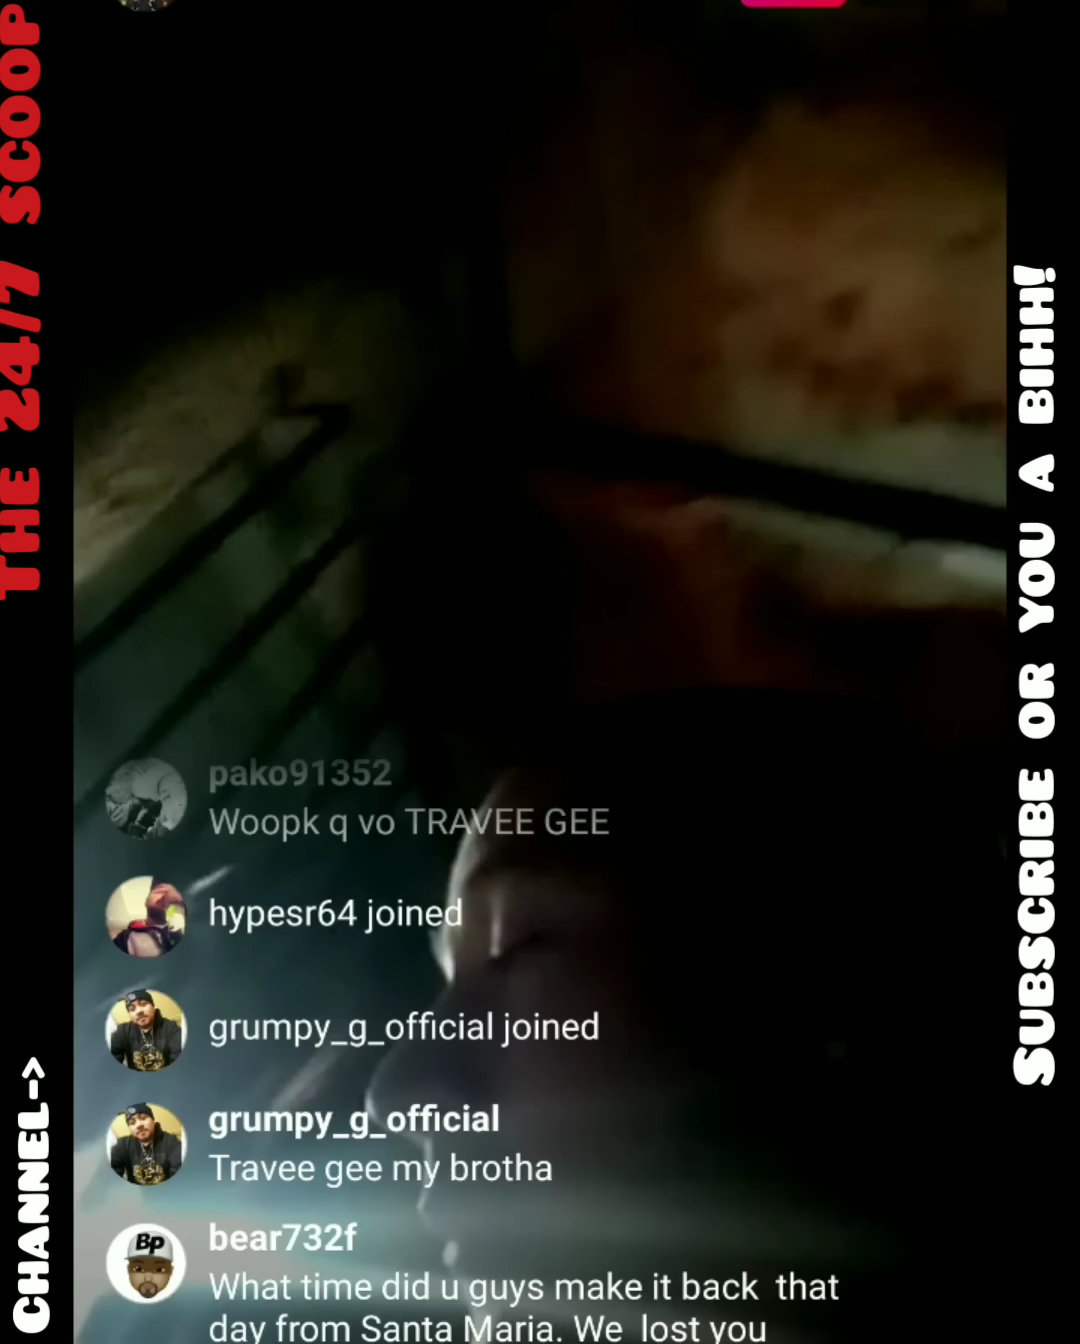 THE 24/7 SCOOP
CHANNEL->
pako91352
Woopk q vo TRAVEE GEE
hypesr64 joined
grumpy_g_official joined
grumpy_g_official
Travee gee my brotha
Bp
bear732f
What time did u guys make it back that
day from Santa Maria. We lost you
SUBSCRIBE OR YOU A BIHH!